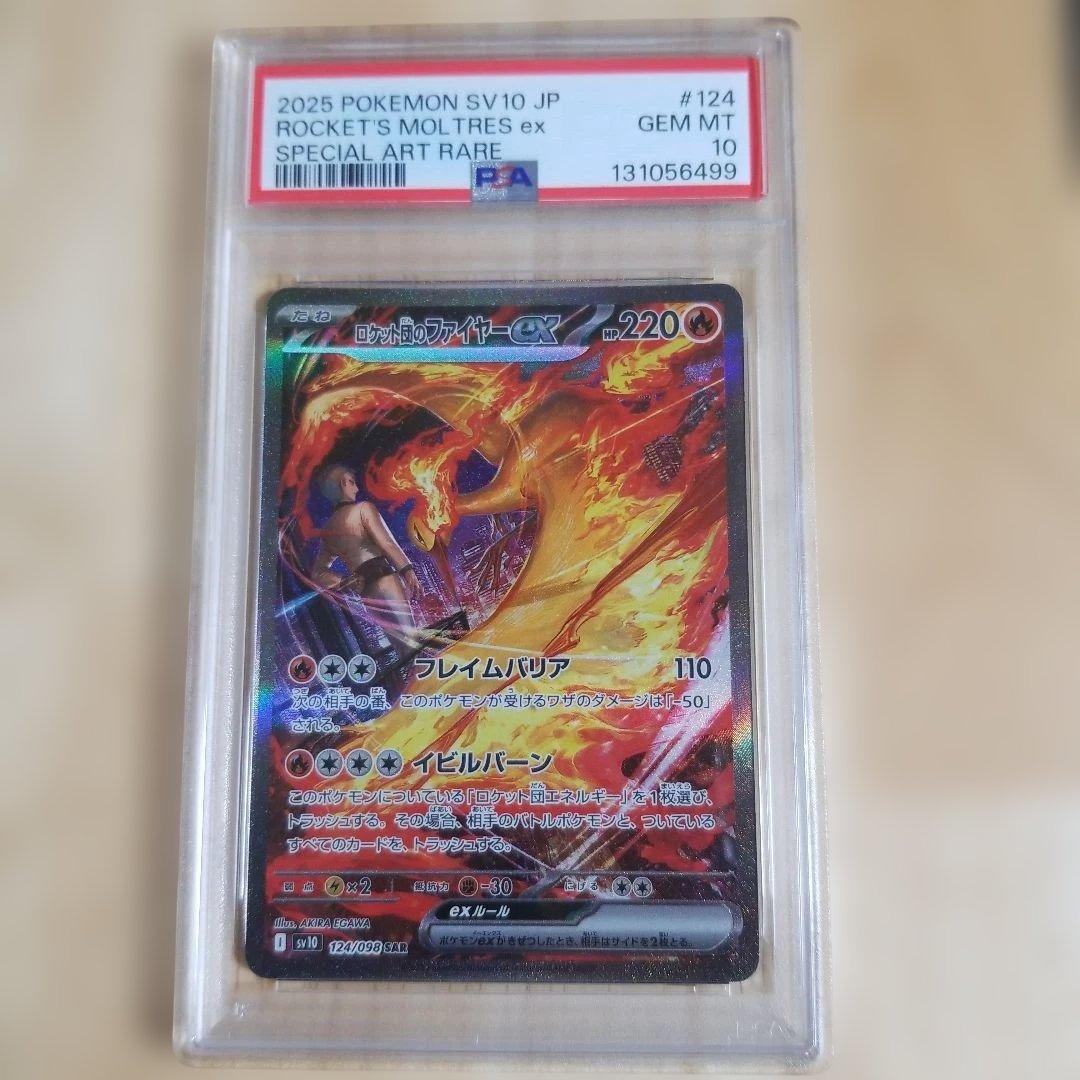 2025 POKEMON SV10 JP #124
ROCKET'S MOLTRES ex GEM MT
SPECIAL ART RARE 10
PSA 131056499
たね ロケット団のファイヤーex HP220
フレイムバリア 110
次の相手の番、このポケモンが受けるワザのダメージは「-50」
される。
イビルバーン
このポケモンについている「ロケット団エネルギー」を1枚選び、
トラッシュする。その場合、相手のバトルポケモンと、ついている
すべてのカードを、トラッシュする。
弱点 ×2 抵抗力 -30 にげる
Illus. AKIRA EGAWA
exルール
I sv10 124/098 SAR
ポケモンexがきぜつしたとき、相手はサイドを2枚とる。